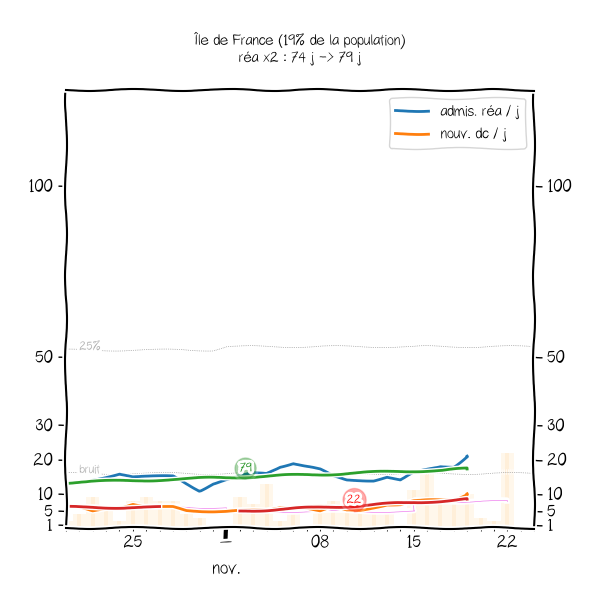 Île de France (19% de la population)
réa x2 : 74 j -> 79 j
admis. réa / j
nouv. dc / j
100 100
25%
50 50
30 30
79
20 20
bruit
22
10 10
5 5
1 1
25 1 08 15 22
nov.